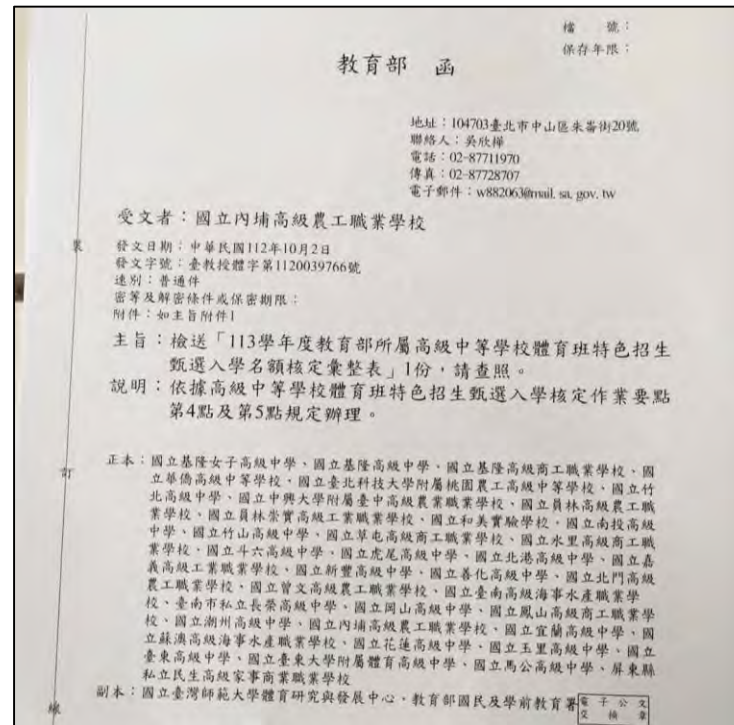 檔　　號：
保存年限：
教育部　函
地址：104703臺北市中山區朱崙街20號
聯絡人：吳欣樺
電話：02-87711970
傳真：02-87728707
電子郵件：w882063@mail. sa. gov. tw
受文者：國立內埔高級農工職業學校
發文日期：中華民國112年10月2日
發文字號：臺教授體字第1120039766號
速別：普通件
密等及解密條件或保密期限：
附件：如主旨附件1
主旨：檢送「113學年度教育部所屬高級中等學校體育班特色招生
甄選入學名額核定彙整表」1份，請查照。
說明：依據高級中等學校體育班特色招生甄選入學核定作業要點
第4點及第5點規定辦理。
正本：國立基隆女子高級中學、國立基隆高級中學、國立基隆高級商工職業學校、國
立華僑高級中等學校、國立臺北科技大學附屬桃園農工高級中等學校、國立竹
北高級中學、國立中興大學附屬臺中高級農業職業學校、國立員林高級農工職
業學校、國立員林崇實高級工業職業學校、國立和美實驗學校、國立南投高級
中學、國立竹山高級中學、國立草屯高級商工職業學校、國立水里高級商工職
業學校、國立斗六高級中學、國立虎尾高級中學、國立北港高級中學、國立嘉
義高級工業職業學校、國立新豐高級中學、國立善化高級中學、國立北門高級
農工職業學校、國立曾文高級農工職業學校、國立臺南高級海事水產職業學
校、臺南市私立長榮高級中學、國立岡山高級中學、國立鳳山高級商工職業學
校、國立潮州高級中學、國立內埔高級農工職業學校、國立宜蘭高級中學、國
立蘇澳高級海事水產職業學校、國立花蓮高級中學、國立玉里高級中學、國立
臺東高級中學、國立臺東大學附屬體育高級中學、國立馬公高級中學、屏東縣
私立民生高級家事商業職業學校
副本：國立臺灣師範大學體育研究與發展中心、教育部國民及學前教育署
電子公文
交換章
裝
訂
線